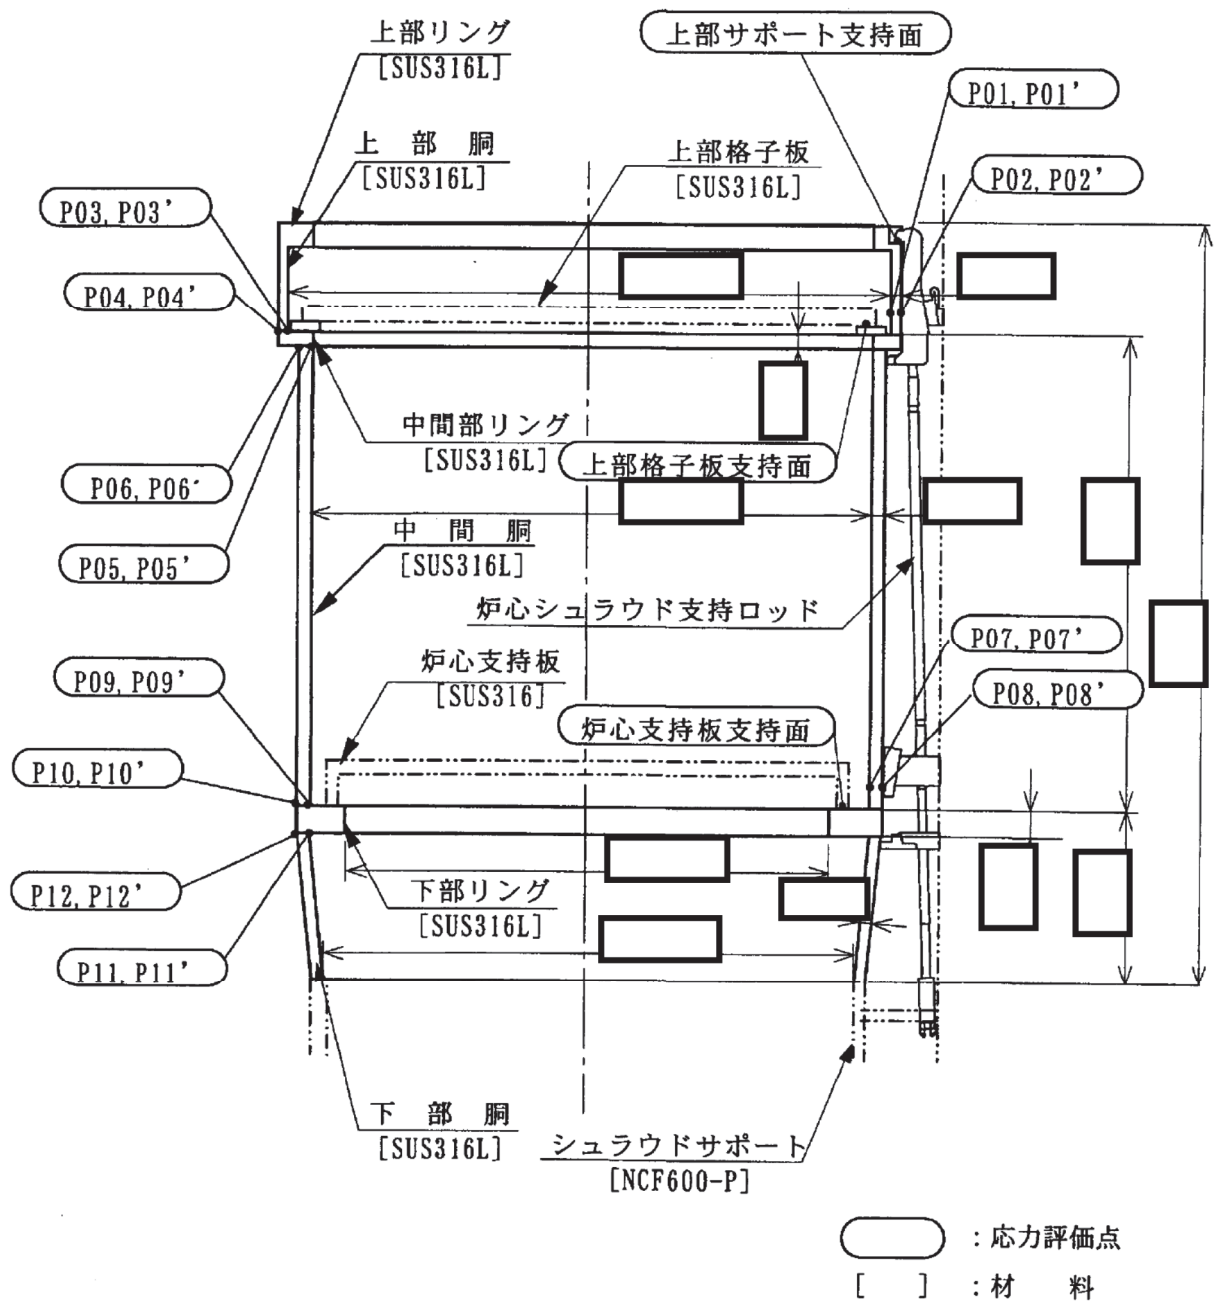 上部リング
[SUS316L]
上部サポート支持面
P01, P01'
上 部 胴
[SUS316L]
上部格子板
[SUS316L]
P02, P02'
P03, P03'
P04, P04'
中間部リング
[SUS316L]
上部格子板支持面
P06, P06'
P05, P05'
中 間 胴
[SUS316L]
炉心シュラウド支持ロッド
P07, P07'
炉心支持板
[SUS316]
P09, P09'
P08, P08'
炉心支持板支持面
P10, P10'
下部リング
[SUS316L]
P12, P12'
P11, P11'
下 部 胴
[SUS316L]
シュラウドサポート
[NCF600-P]
：応力評価点
[ ] ：材 料